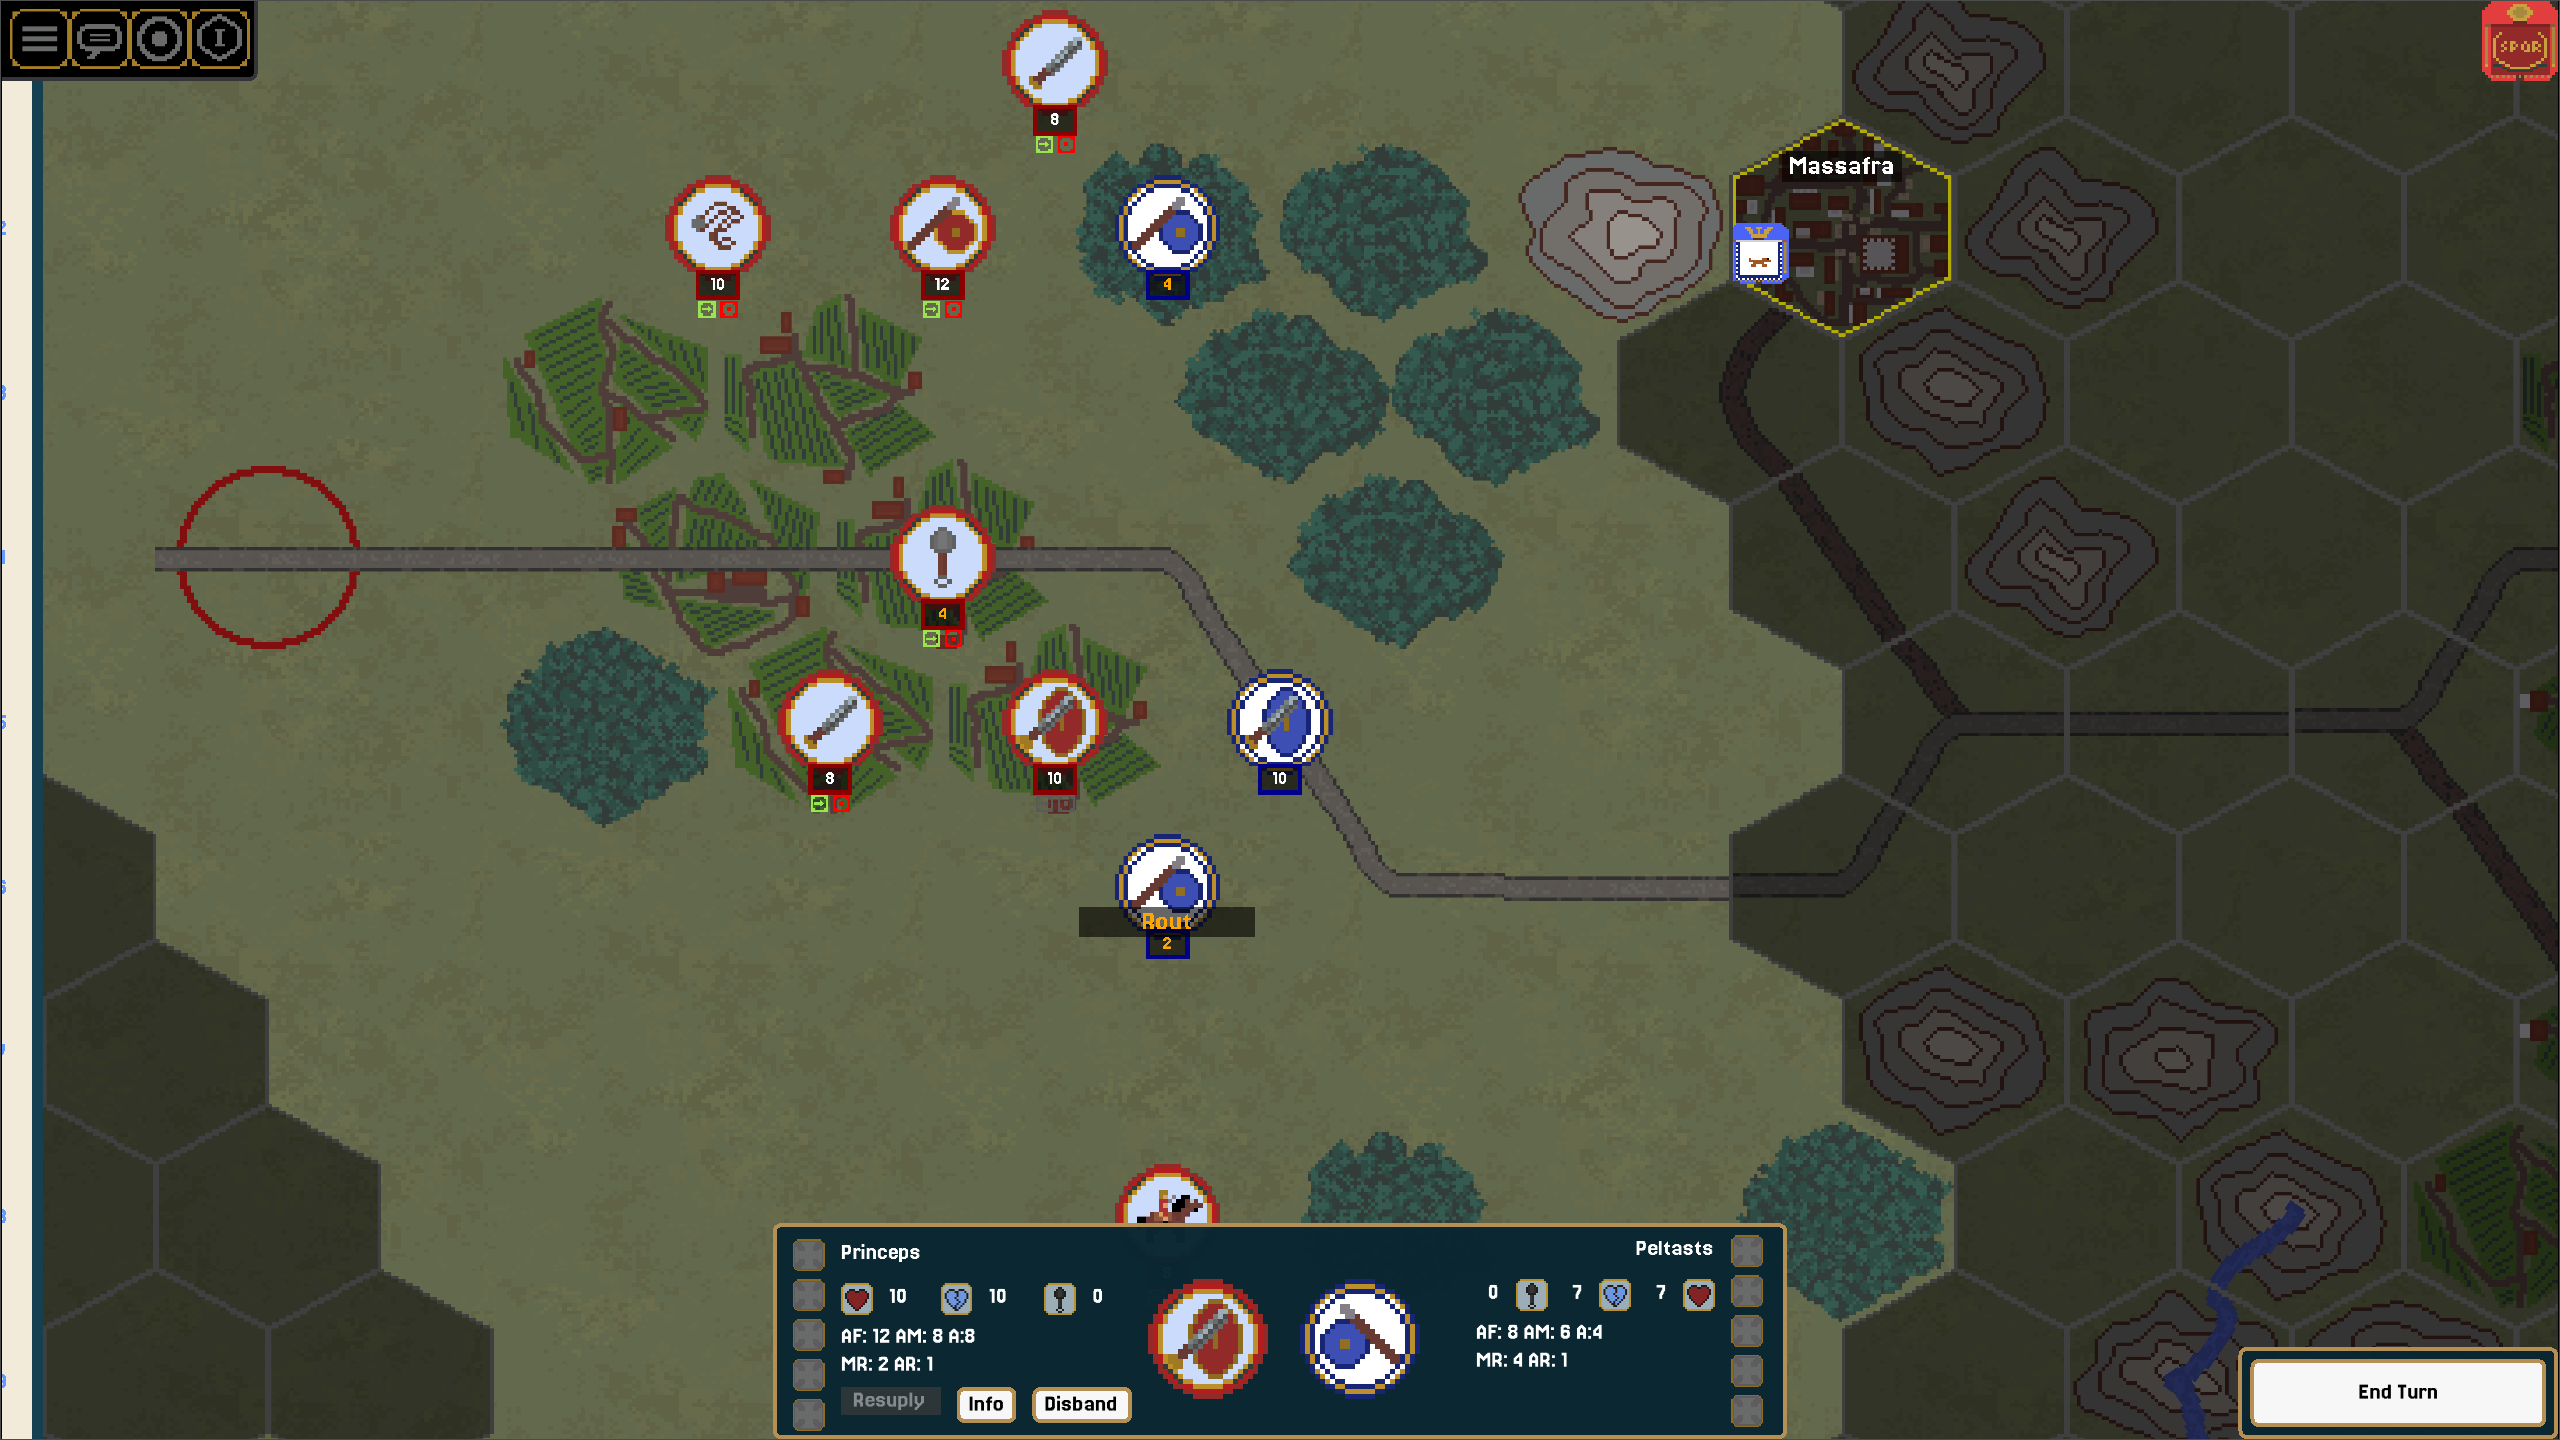 I
SPQR
8
Massafra
10
12
4
4
8
10
10
Rout
2
Princeps
10 10 0
AF: 12 AM: 8 A:8
MR: 2 AR: 1
Resuply Info Disband
Peltasts
0 7 7
AF: 8 AM: 6 A:4
MR: 4 AR: 1
End Turn